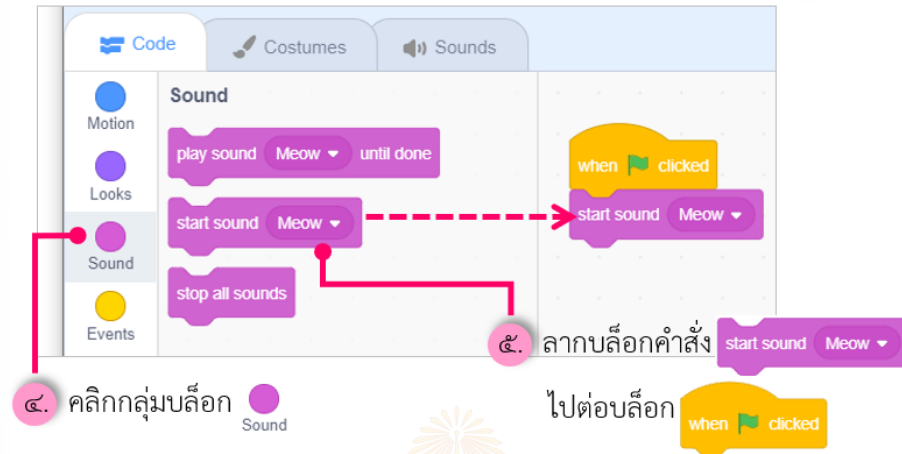 Code Costumes Sounds
Motion
Looks
Sound
Events
Sound
play sound Meow until done
start sound Meow
stop all sounds
when clicked
start sound Meow
๔. คลิกกลุ่มบล็อก Sound
๕. ลากบล็อกคำสั่ง start sound Meow
ไปต่อบล็อก when clicked